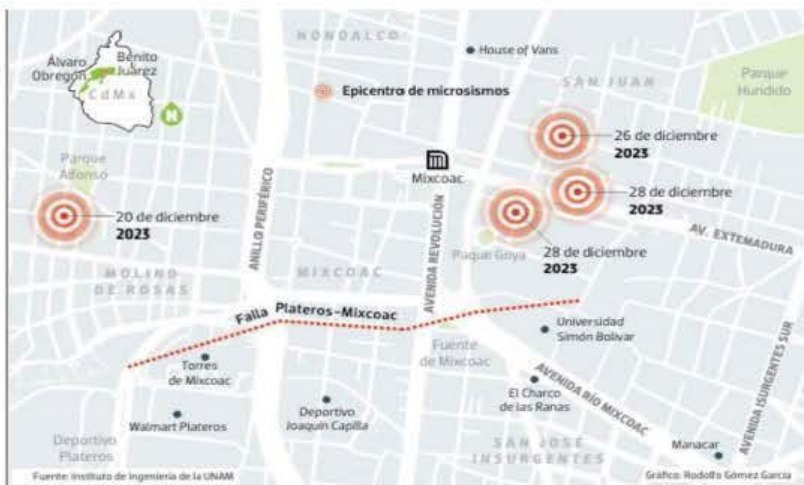 NONOALCO
House of Vans
Álvaro
Obregón
Benito
Juárez
CdMx
N
Epicentro de microsismos
SAN JUAN
Parque
Hundido
26 de diciembre
2023
Mixcoac
Parque
Alfonso
28 de diciembre
2023
20 de diciembre
2023
AV. EXTREMADURA
28 de diciembre
2023
Paque Goya
ANILLO PERIFÉRICO
AVENIDA REVOLUCIÓN
MOLINO
DE ROSAS
MIXCOAC
Falla Plateros-Mixcoac
Universidad
Simón Bolivar
Fuente
de Mixcoac
Torres
de Mixcoac
AVENIDA RÍO MIXCOAC
AVENIDA ISURGENTES SUR
El Charco
de las Ranas
Walmart Plateros
Deportivo
Joaquín Capilla
Deportivo
Plateros
SAN JOSÉ
INSURGENTES
Manacar
Fuente: Instituto de Ingeniería de la UNAM
Gráfico: Rodolfo Gómez García